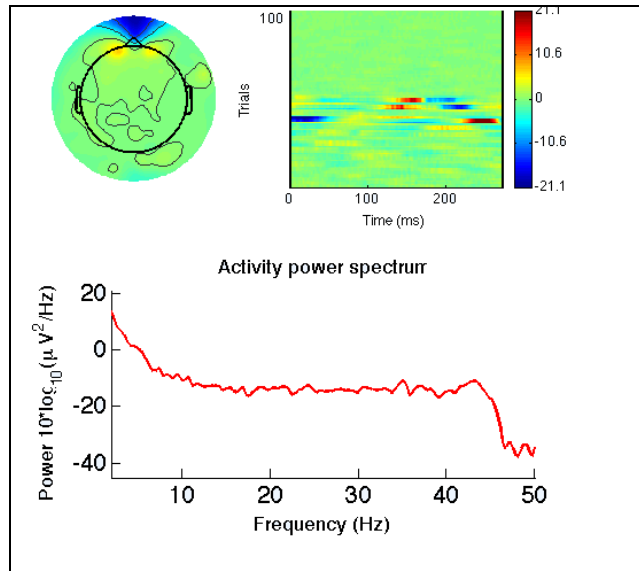 100
Trials
0 100 200
Time (ms)
21.1
10.6
0
-10.6
-21.1
Activity power spectrurr
20
0
-20
-40
Power 10*log10(μ V2/Hz)
10 20 30 40 50
Frequency (Hz)